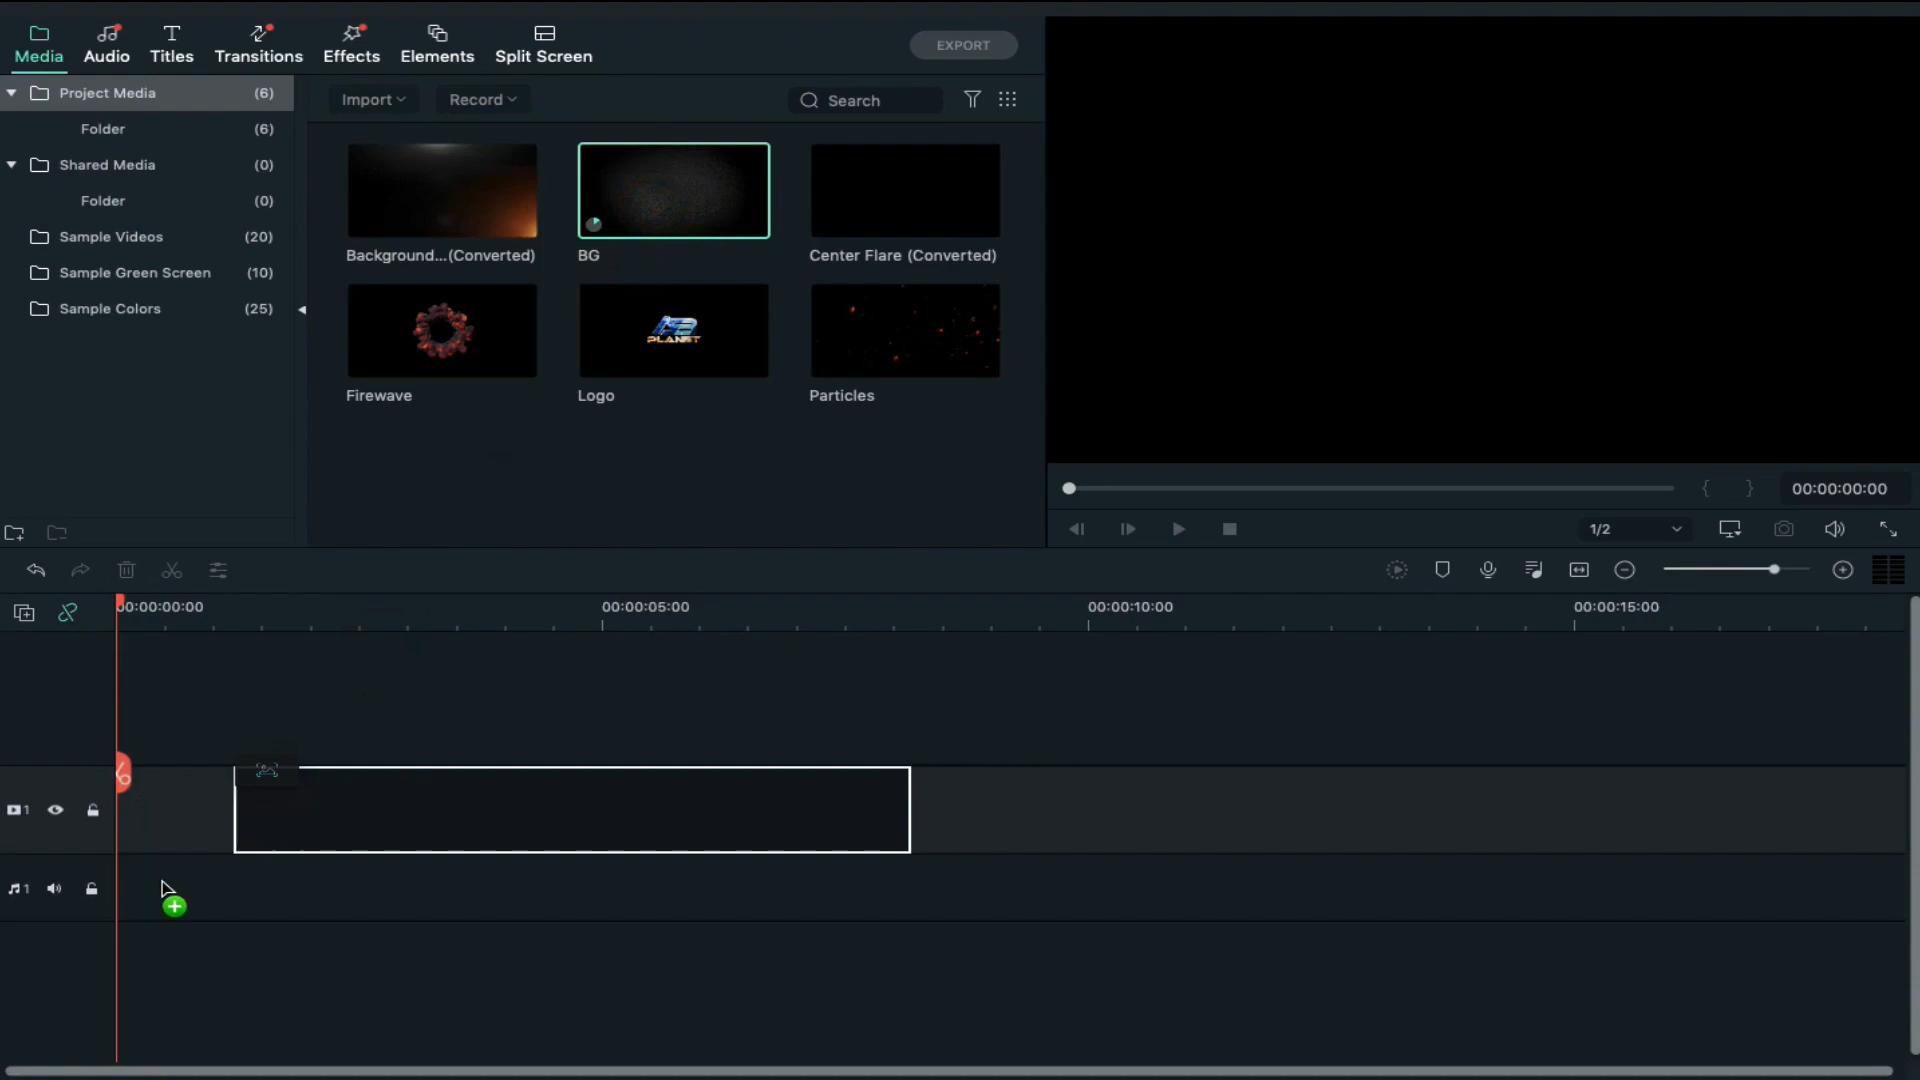 Media Audio Titles Transitions Effects Elements Split Screen
EXPORT
Project Media (6)
Folder (6)
Shared Media (0)
Folder (0)
Sample Videos (20)
Sample Green Screen (10)
Sample Colors (25)
Import Record
Search
Background...(Converted) BG Center Flare (Converted)
PLANET
Firewave Logo Particles
00:00:00:00
1/2
00:00:00:00 00:00:05:00 00:00:10:00 00:00:15:00
1
1